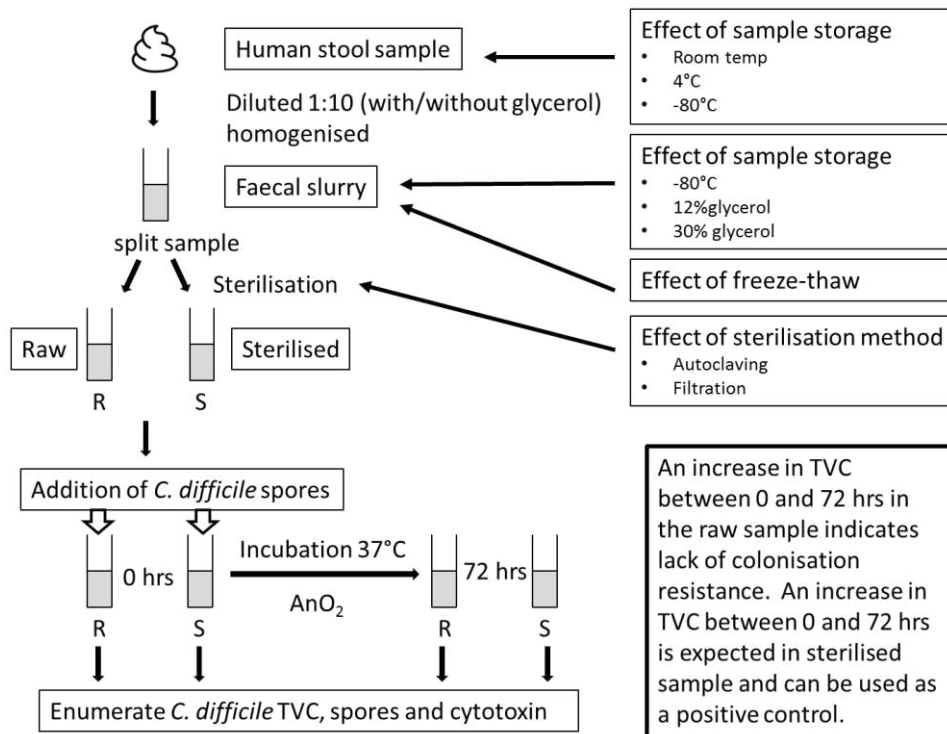 Human stool sample
Diluted 1:10 (with/without glycerol)
homogenised
Faecal slurry
split sample
Sterilisation
Raw
Sterilised
R
S
Addition of C. difficile spores
0 hrs
Incubation 37°C
AnO₂
72 hrs
R
S
R
S
Enumerate C. difficile TVC, spores and cytotoxin
Effect of sample storage
• Room temp
• 4°C
• -80°C
Effect of sample storage
• -80°C
• 12%glycerol
• 30% glycerol
Effect of freeze-thaw
Effect of sterilisation method
• Autoclaving
• Filtration
An increase in TVC
between 0 and 72 hrs in
the raw sample indicates
lack of colonisation
resistance. An increase in
TVC between 0 and 72 hrs
is expected in sterilised
sample and can be used as
a positive control.